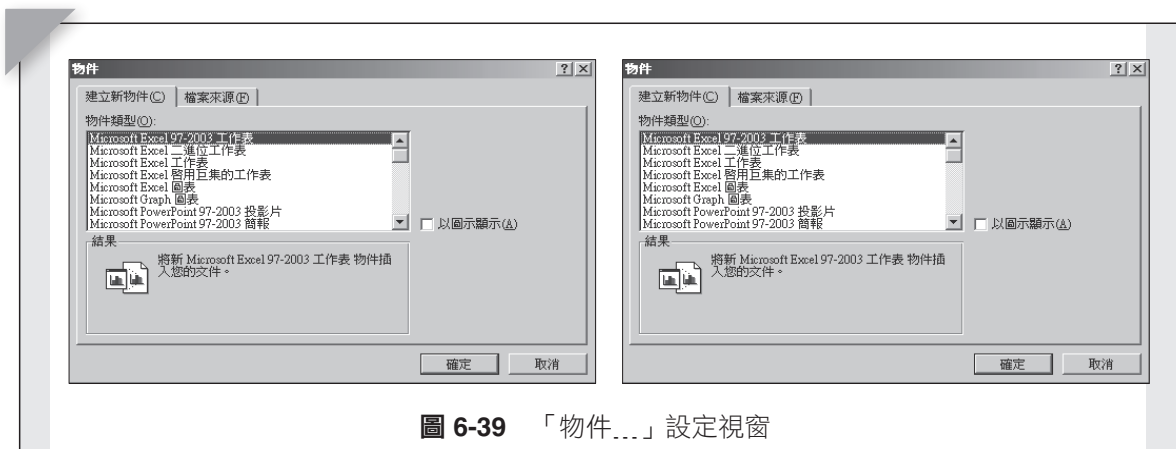 物件
建立新物件(C) 檔案來源(F)
物件類型(O):
Microsoft Excel 97-2003 工作表
Microsoft Excel 二進位工作表
Microsoft Excel 工作表
Microsoft Excel 啓用巨集的工作表
Microsoft Excel 圖表
Microsoft Graph 圖表
Microsoft PowerPoint 97-2003 投影片
Microsoft PowerPoint 97-2003 簡報
以圖示顯示(A)
結果
將新 Microsoft Excel 97-2003 工作表 物件插
入您的文件。
確定 取消
物件
建立新物件(C) 檔案來源(F)
物件類型(O):
Microsoft Excel 97-2003 工作表
Microsoft Excel 二進位工作表
Microsoft Excel 工作表
Microsoft Excel 啓用巨集的工作表
Microsoft Excel 圖表
Microsoft Graph 圖表
Microsoft PowerPoint 97-2003 投影片
Microsoft PowerPoint 97-2003 簡報
以圖示顯示(A)
結果
將新 Microsoft Excel 97-2003 工作表 物件插
入您的文件。
確定 取消
圖 6-39 「物件...」設定視窗